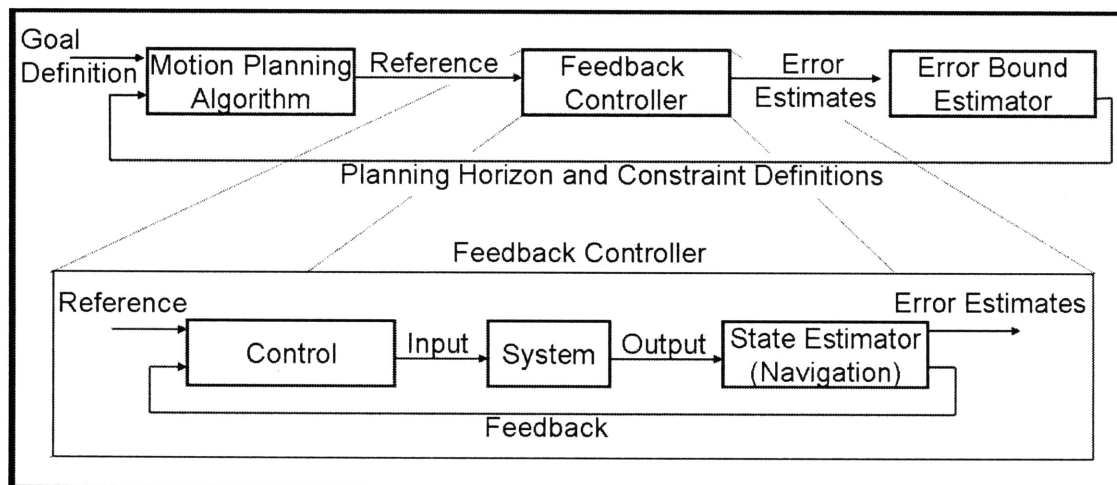 Goal
Definition
Motion Planning
Algorithm
Reference
Feedback
Controller
Error
Estimates
Error Bound
Estimator
Planning Horizon and Constraint Definitions
Feedback Controller
Reference
Control
Input
System
Output
State Estimator
(Navigation)
Error Estimates
Feedback